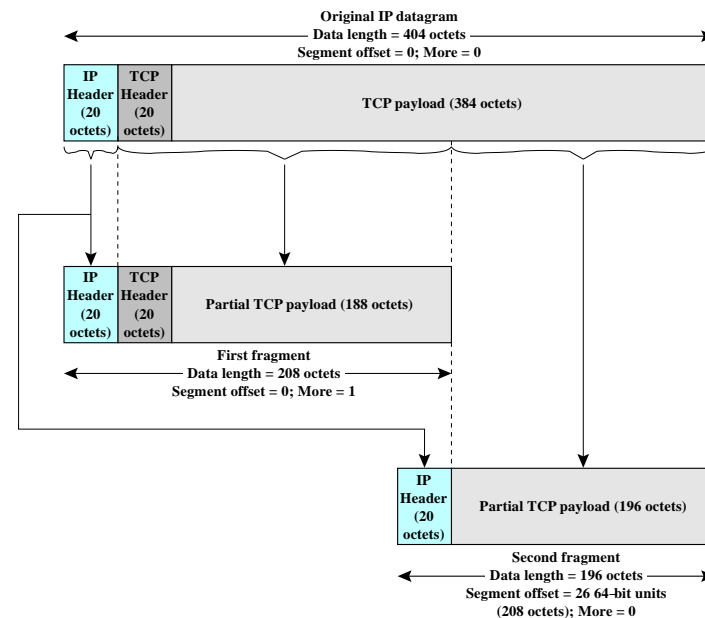 Original IP datagram
Data length = 404 octets
Segment offset = 0; More = 0
IP
Header
(20
octets)
TCP
Header
(20
octets)
TCP payload (384 octets)
IP
Header
(20
octets)
TCP
Header
(20
octets)
Partial TCP payload (188 octets)
First fragment
Data length = 208 octets
Segment offset = 0; More = 1
IP
Header
(20
octets)
Partial TCP payload (196 octets)
Second fragment
Data length = 196 octets
Segment offset = 26 64-bit units
(208 octets); More = 0